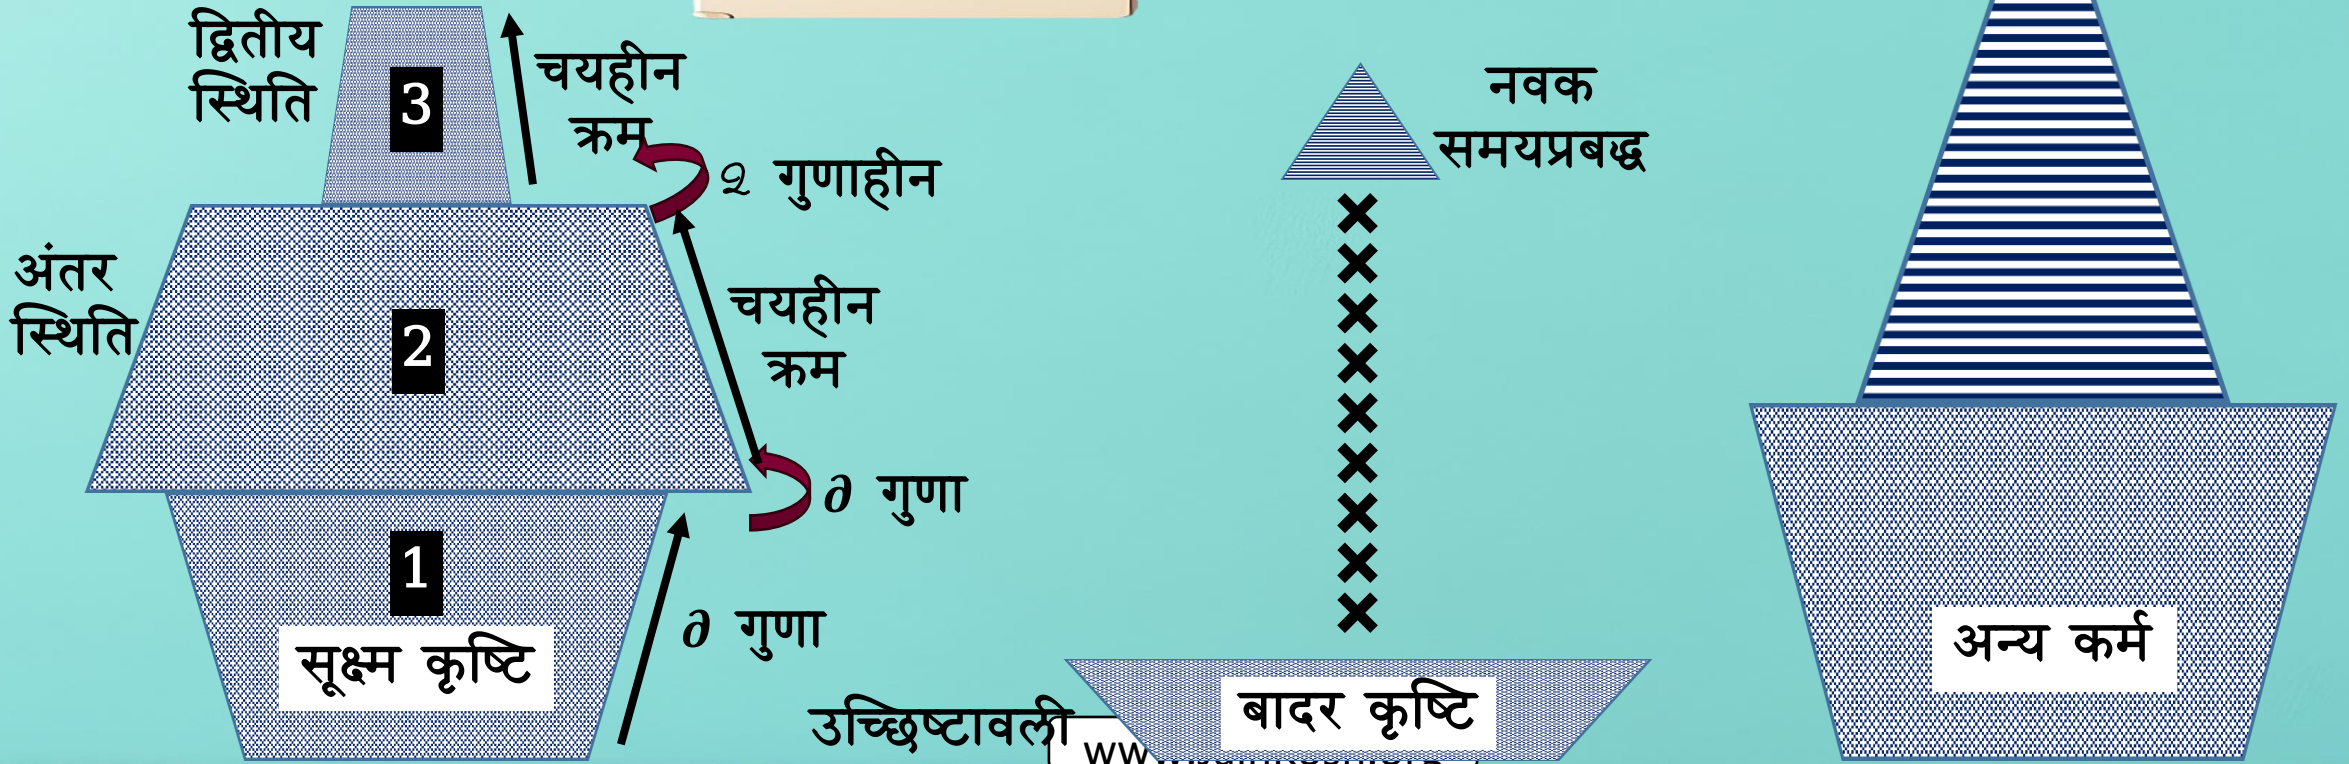 द्वितीय
स्थिति
3
चयहीन
क्रम
२ गुणाहीन
अंतर
स्थिति
2
चयहीन
क्रम
∂ गुणा
1
सूक्ष्म कृष्टि
∂ गुणा
नवक
समयप्रबद्ध
उच्छिष्टावली
बादर कृष्टि
अन्य कर्म